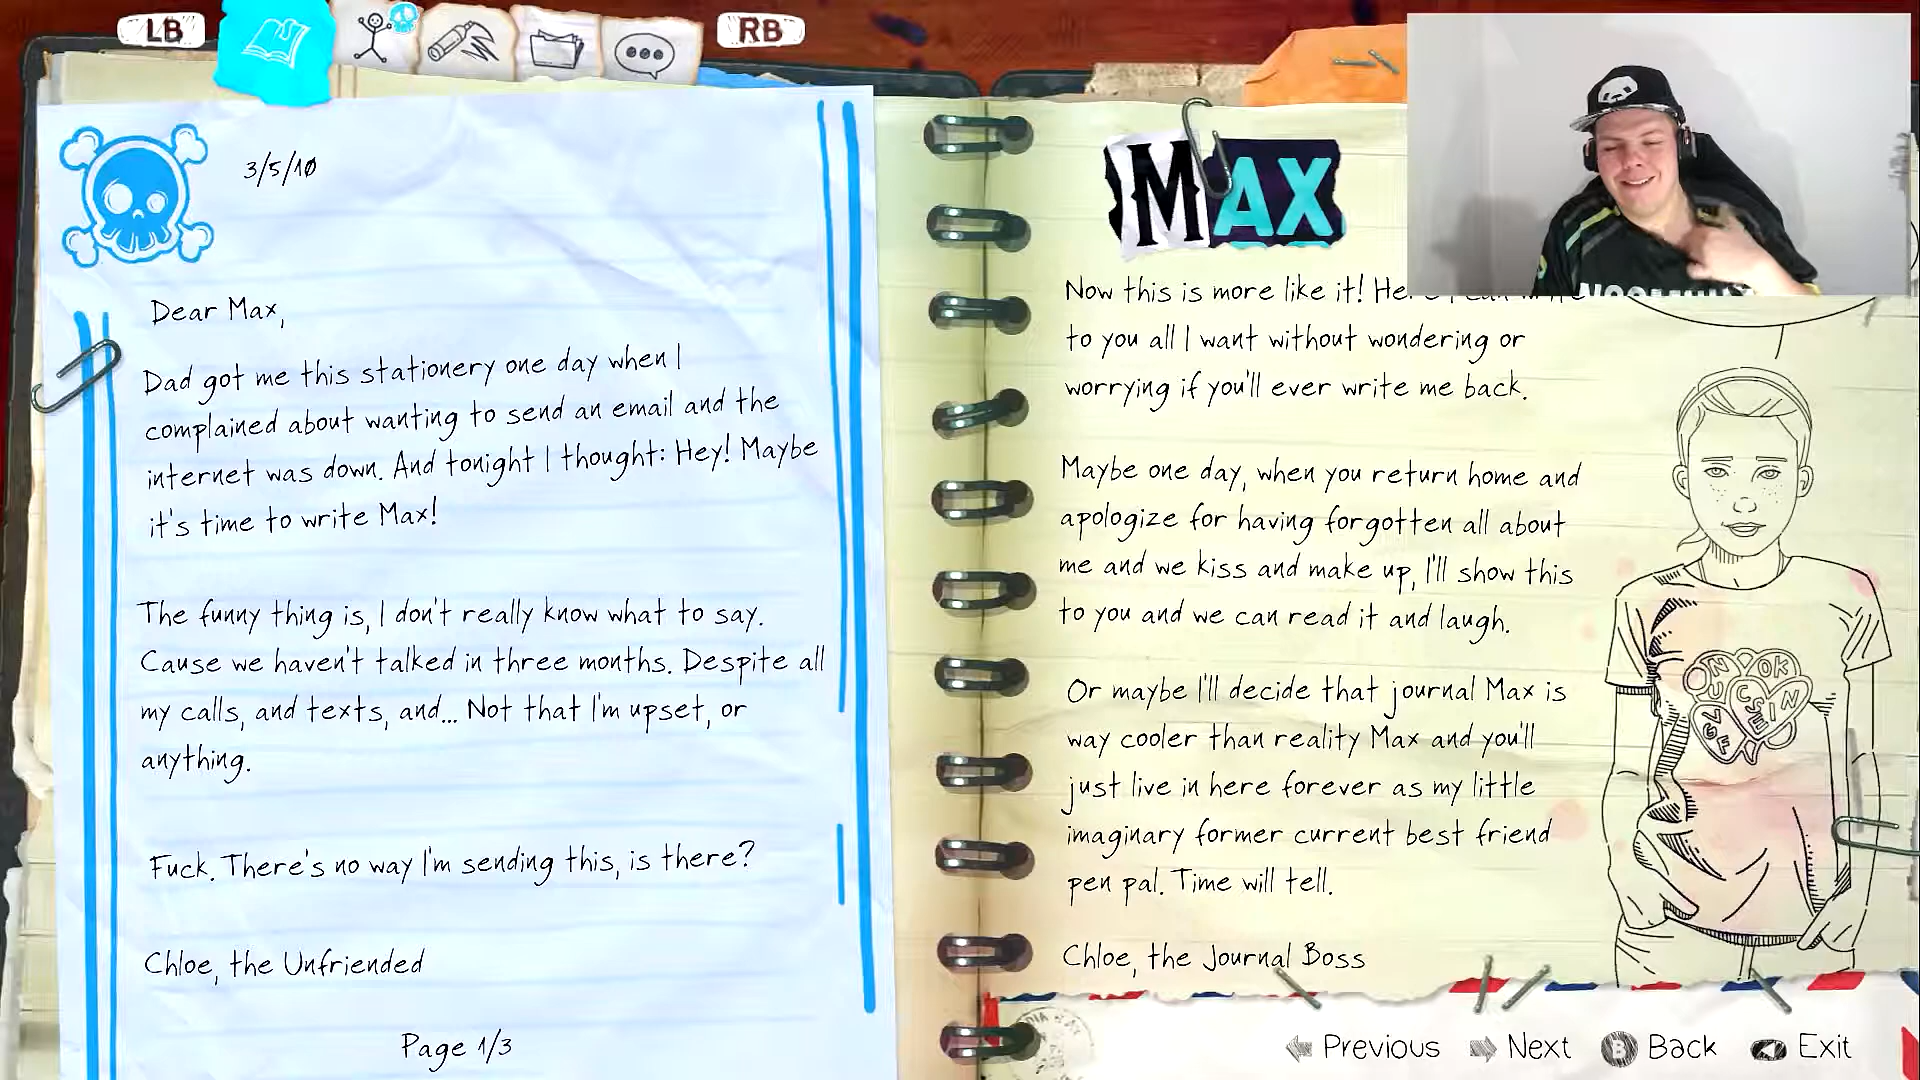 LB
RB
3/5/10
Dear Max,
Dad got me this stationery one day when I
complained about wanting to send an email and the
internet was down. And tonight I thought: Hey! Maybe
it's time to write Max!
The funny thing is, I don't really know what to say.
Cause we haven't talked in three months. Despite all
my calls, and texts, and... Not that I'm upset, or
anything.
Fuck. There's no way I'm sending this, is there?
Chloe, the Unfriended
Page 1/3
MAX
Now this is more like it!
to you all I want without wondering or
worrying if you'll ever write me back.
Maybe one day, when you return home and
apologize for having forgotten all about
me and we kiss and make up, I'll show this
to you and we can read it and laugh.
Or maybe I'll decide that journal Max is
way cooler than reality Max and you'll
just live in here forever as my little
imaginary former current best friend
pen pal. Time will tell.
Chloe, the Journal Boss
Previous
Next
B Back
Exit